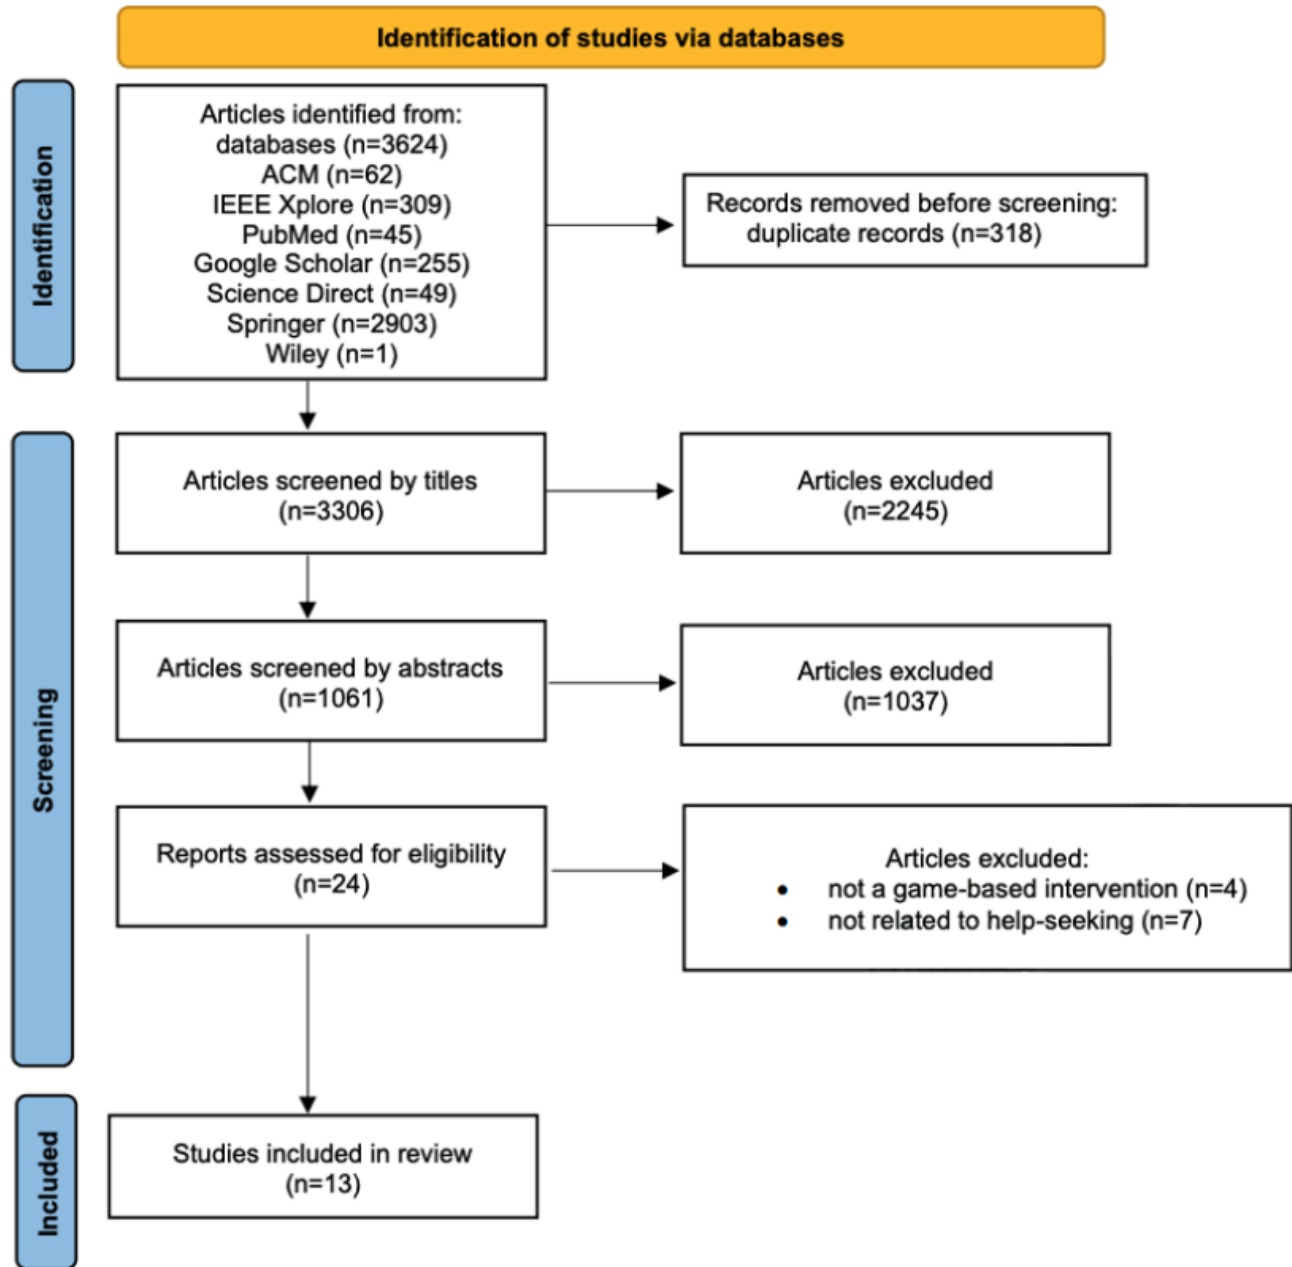 Identification of studies via databases
Identification
Articles identified from:
databases (n=3624)
ACM (n=62)
IEEE Xplore (n=309)
PubMed (n=45)
Google Scholar (n=255)
Science Direct (n=49)
Springer (n=2903)
Wiley (n=1)
Records removed before screening:
duplicate records (n=318)
Screening
Articles screened by titles
(n=3306)
Articles excluded
(n=2245)
Articles screened by abstracts
(n=1061)
Articles excluded
(n=1037)
Reports assessed for eligibility
(n=24)
Articles excluded:
• not a game-based intervention (n=4)
• not related to help-seeking (n=7)
Included
Studies included in review
(n=13)